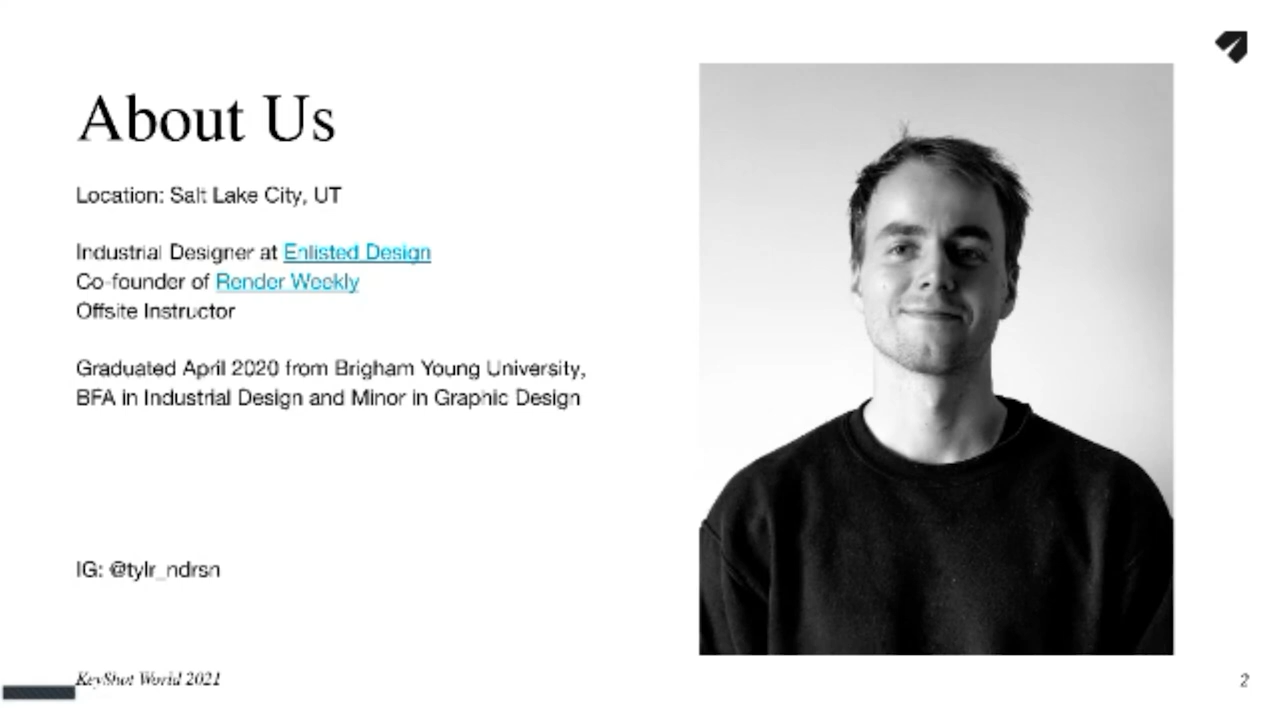 About Us
Location: Salt Lake City, UT
Industrial Designer at Enlisted Design
Co-founder of Render Weekly
Offsite Instructor
Graduated April 2020 from Brigham Young University,
BFA in Industrial Design and Minor in Graphic Design
IG: @tylr_ndrsn
KeyShot World 2021
2